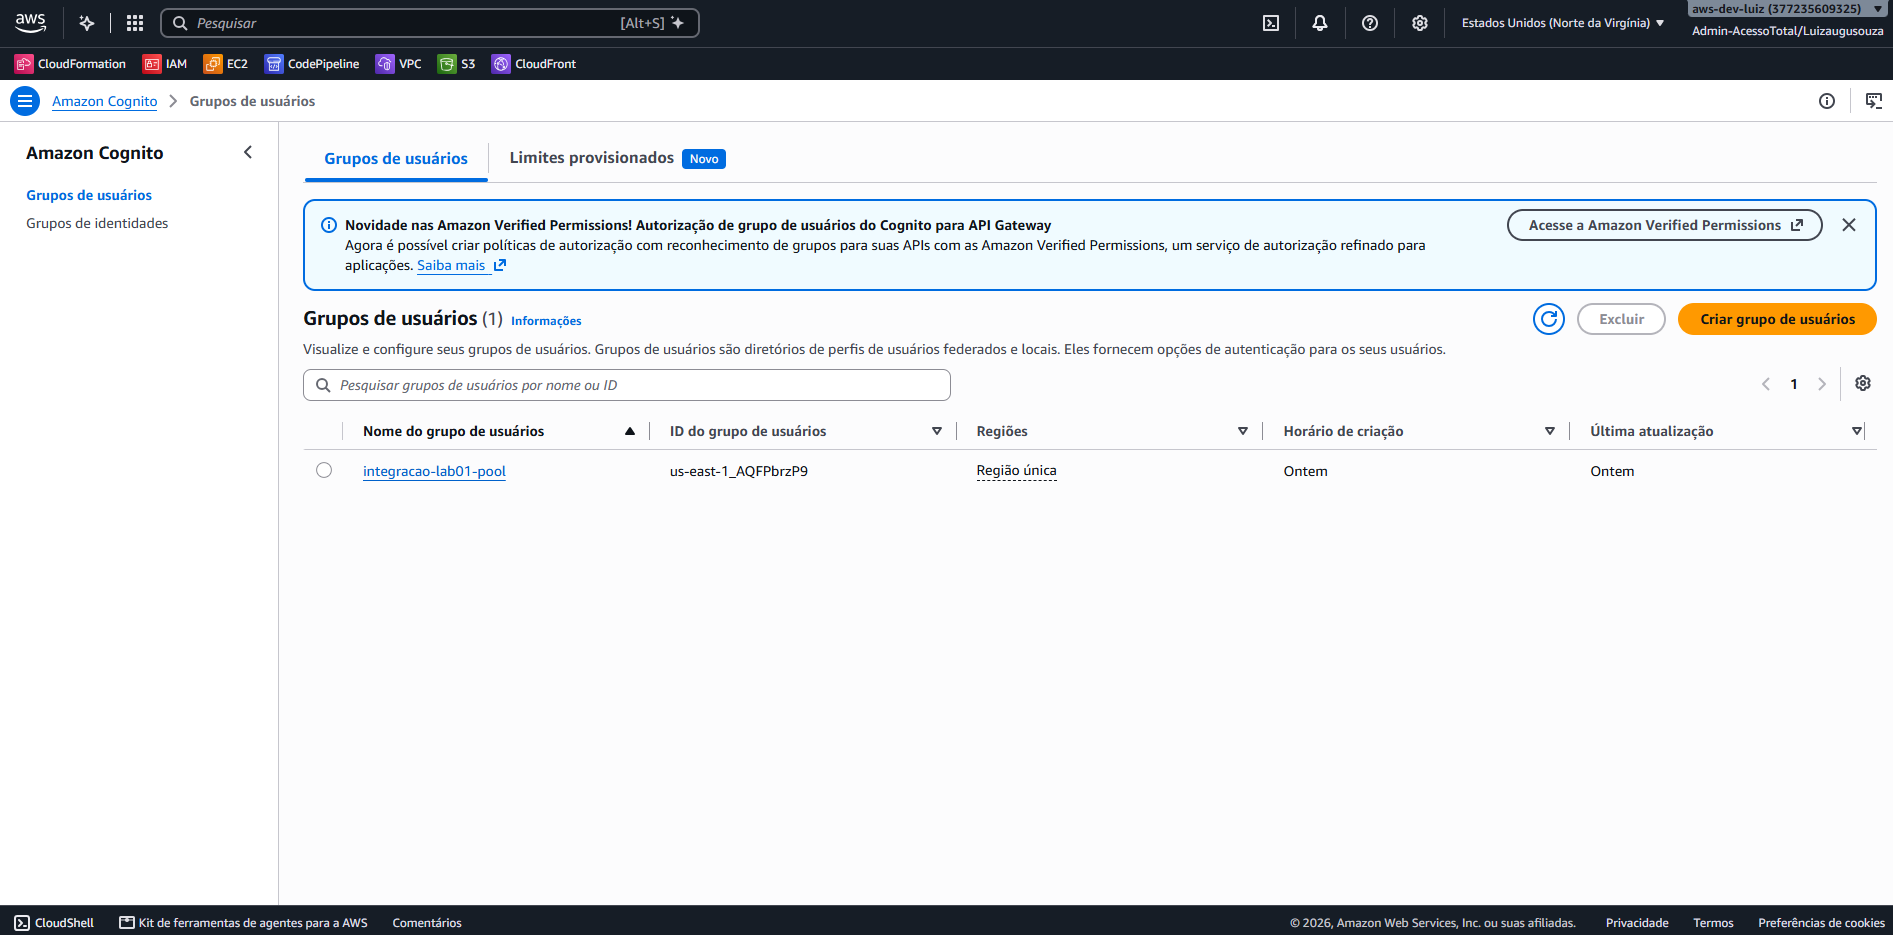 aws
Pesquisar
[Alt+S]
Estados Unidos (Norte da Virgínia)
aws-dev-luiz (377235609325)
Admin-AcessoTotal/Luizaugusouza
CloudFormation
IAM
EC2
CodePipeline
VPC
S3
CloudFront
Amazon Cognito
Grupos de usuários
Amazon Cognito
Grupos de usuários
Grupos de identidades
Grupos de usuários
Limites provisionados
Novo
Novidade nas Amazon Verified Permissions! Autorização de grupo de usuários do Cognito para API Gateway
Agora é possível criar políticas de autorização com reconhecimento de grupos para suas APIs com as Amazon Verified Permissions, um serviço de autorização refinado para
aplicações. Saiba mais
Acesse a Amazon Verified Permissions
Grupos de usuários (1) Informações
Excluir
Criar grupo de usuários
Visualize e configure seus grupos de usuários. Grupos de usuários são diretórios de perfis de usuários federados e locais. Eles fornecem opções de autenticação para os seus usuários.
Pesquisar grupos de usuários por nome ou ID
1
Nome do grupo de usuários
ID do grupo de usuários
Regiões
Horário de criação
Última atualização
integracao-lab01-pool
us-east-1_AQFPbrzP9
Região única
Ontem
Ontem
CloudShell
Kit de ferramentas de agentes para a AWS
Comentários
© 2026, Amazon Web Services, Inc. ou suas afiliadas.
Privacidade
Termos
Preferências de cookies